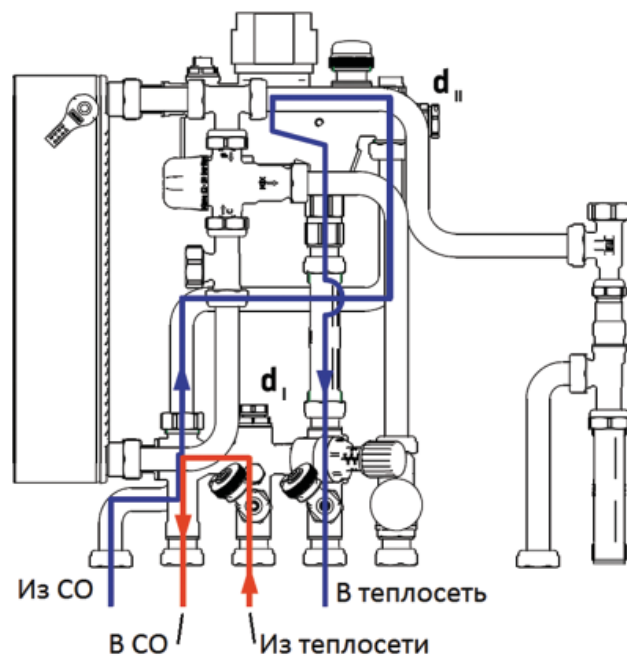 d II
d I
Из СО
В теплосеть
В СО
Из теплосети